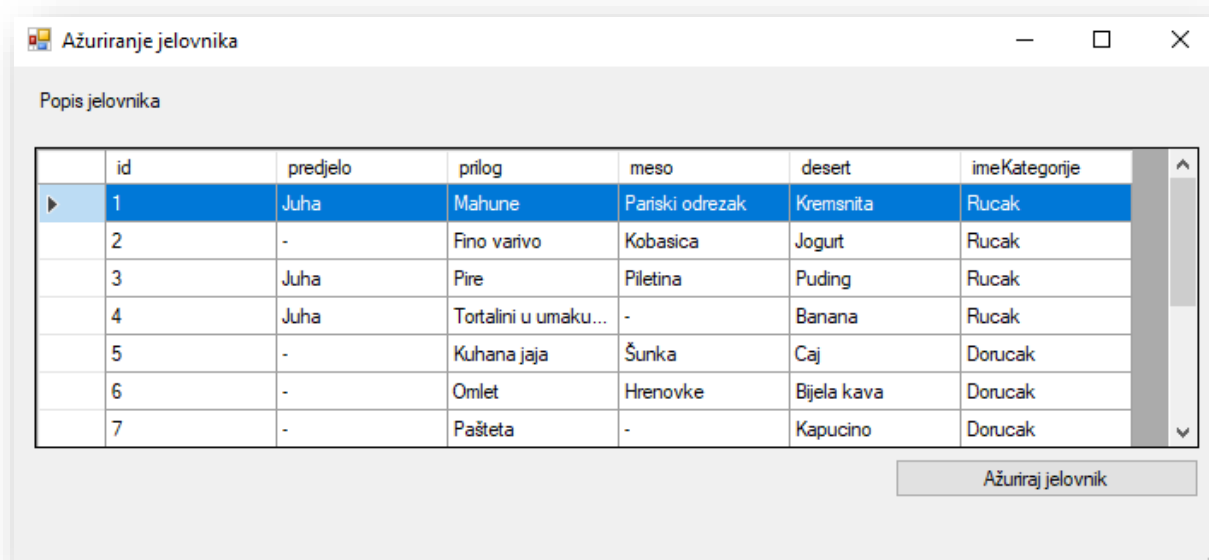 Ažuriranje jelovnika
Popis jelovnika
id predjelo prilog meso desert imeKategorije
1 Juha Mahune Pariski odrezak Kremsnita Rucak
2 - Fino varivo Kobasica Jogurt Rucak
3 Juha Pire Piletina Puding Rucak
4 Juha Tortalini u umaku... - Banana Rucak
5 - Kuhana jaja Šunka Caj Dorucak
6 - Omlet Hrenovke Bijela kava Dorucak
7 - Pašteta - Kapucino Dorucak
Ažuriraj jelovnik